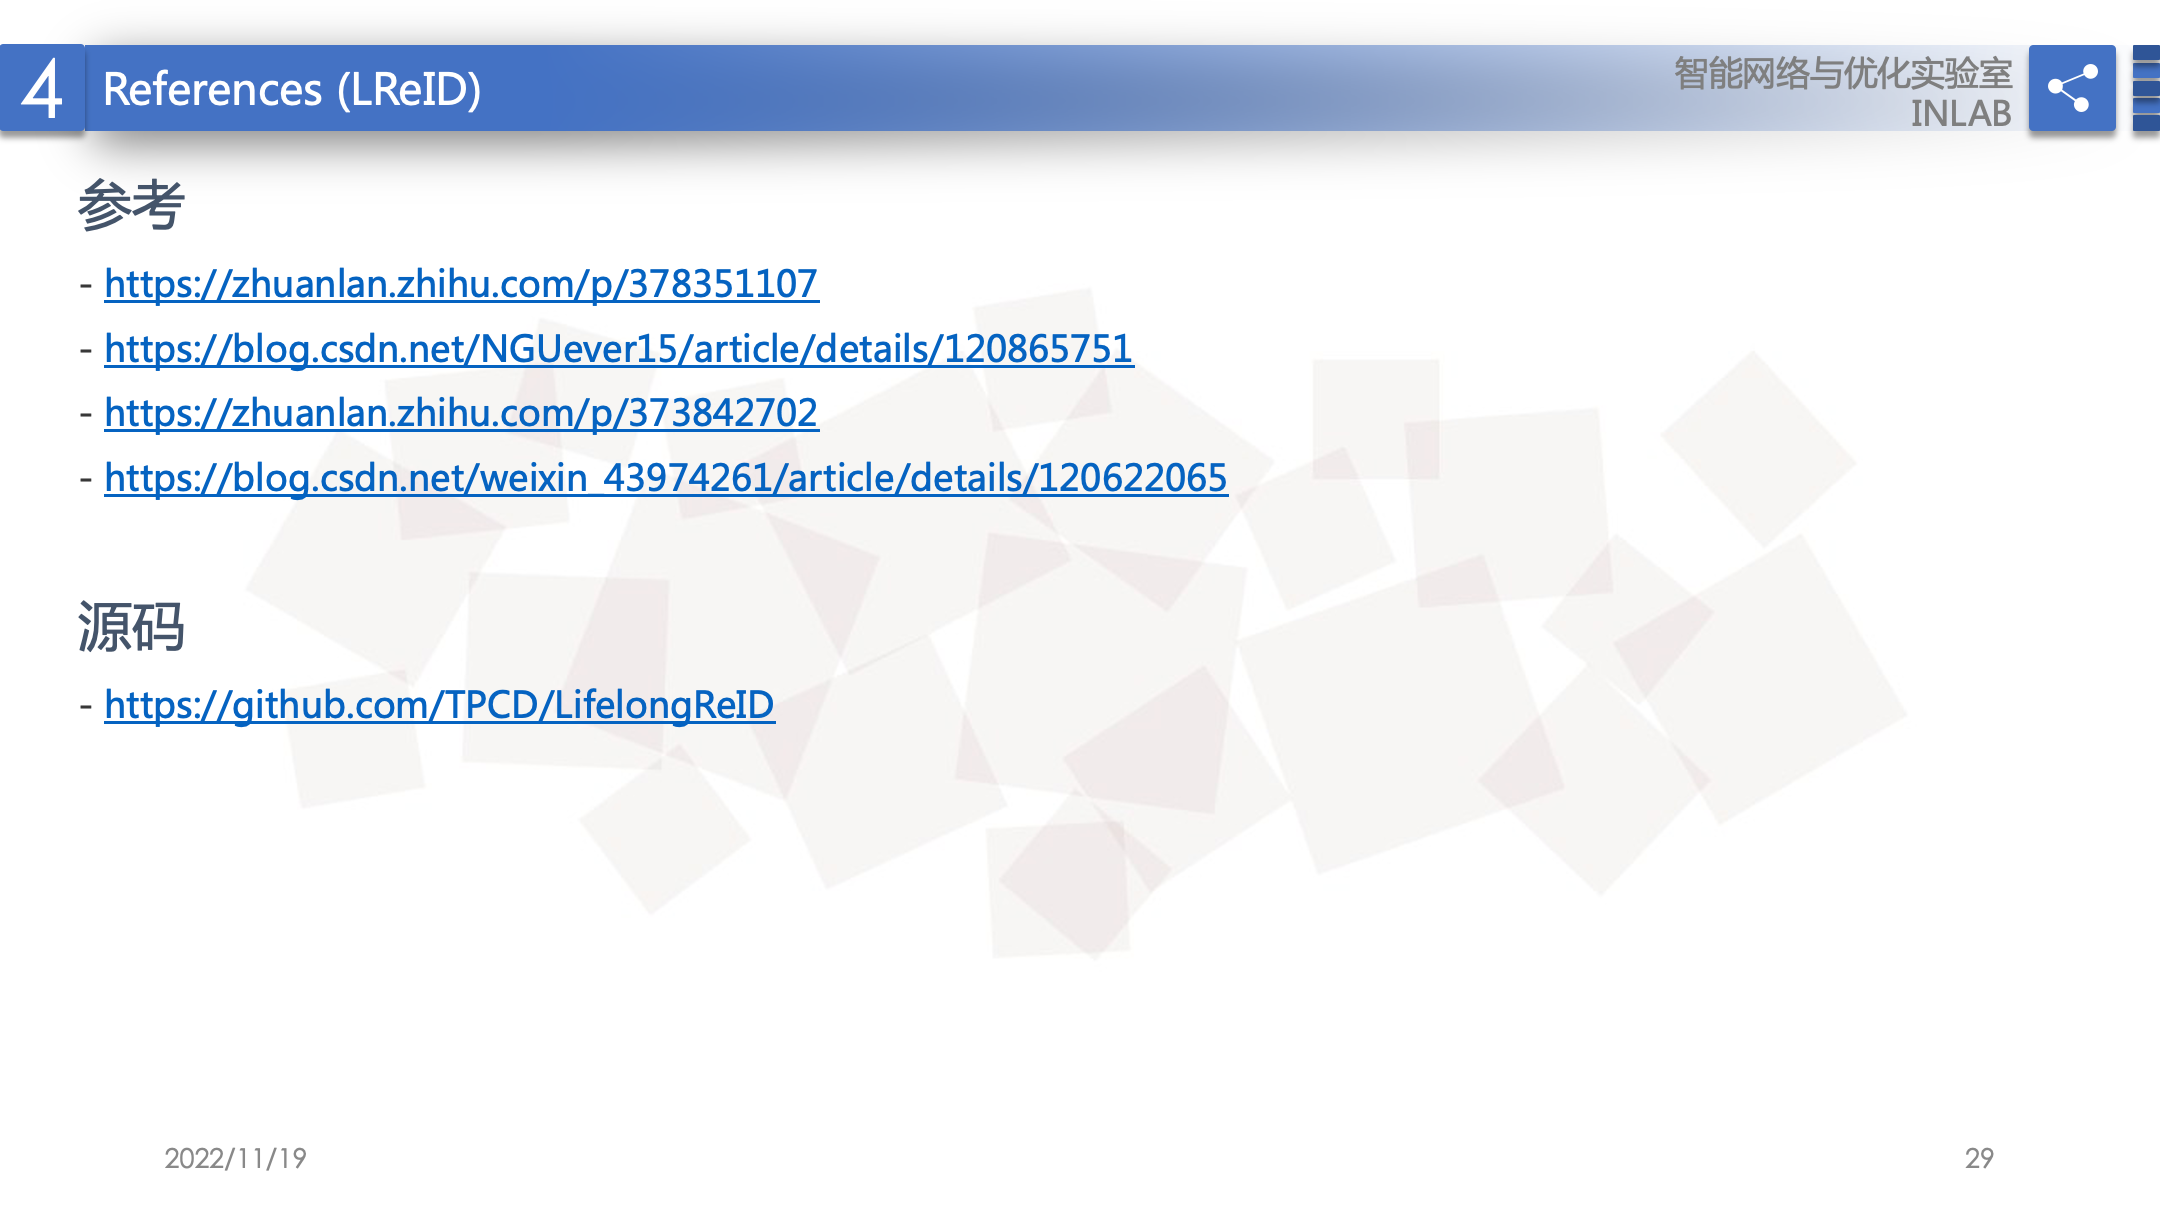 4
References (LReID)
智能网络与优化实验室
INLAB
参考
- https://zhuanlan.zhihu.com/p/378351107
- https://blog.csdn.net/NGUever15/article/details/120865751
- https://zhuanlan.zhihu.com/p/373842702
- https://blog.csdn.net/weixin_43974261/article/details/120622065
源码
- https://github.com/TPCD/LifelongReID
2022/11/19
29